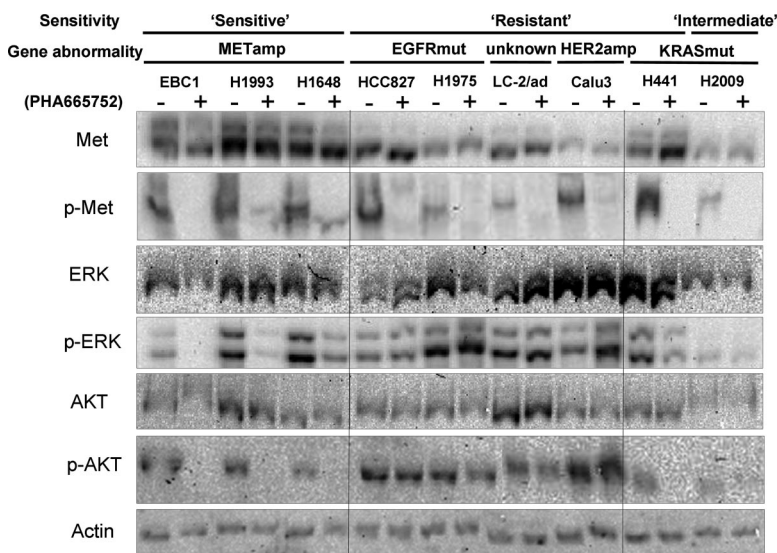 Sensitivity ‘Sensitive’ ‘Resistant’ ‘Intermediate’
Gene abnormality METamp EGFRmut unknown HER2amp KRASmut
EBC1 H1993 H1648 HCC827 H1975 LC-2/ad Calu3 H441 H2009
(PHA665752) - + - + - + - + - + - + - + - + - +
Met
p-Met
ERK
p-ERK
AKT
p-AKT
Actin